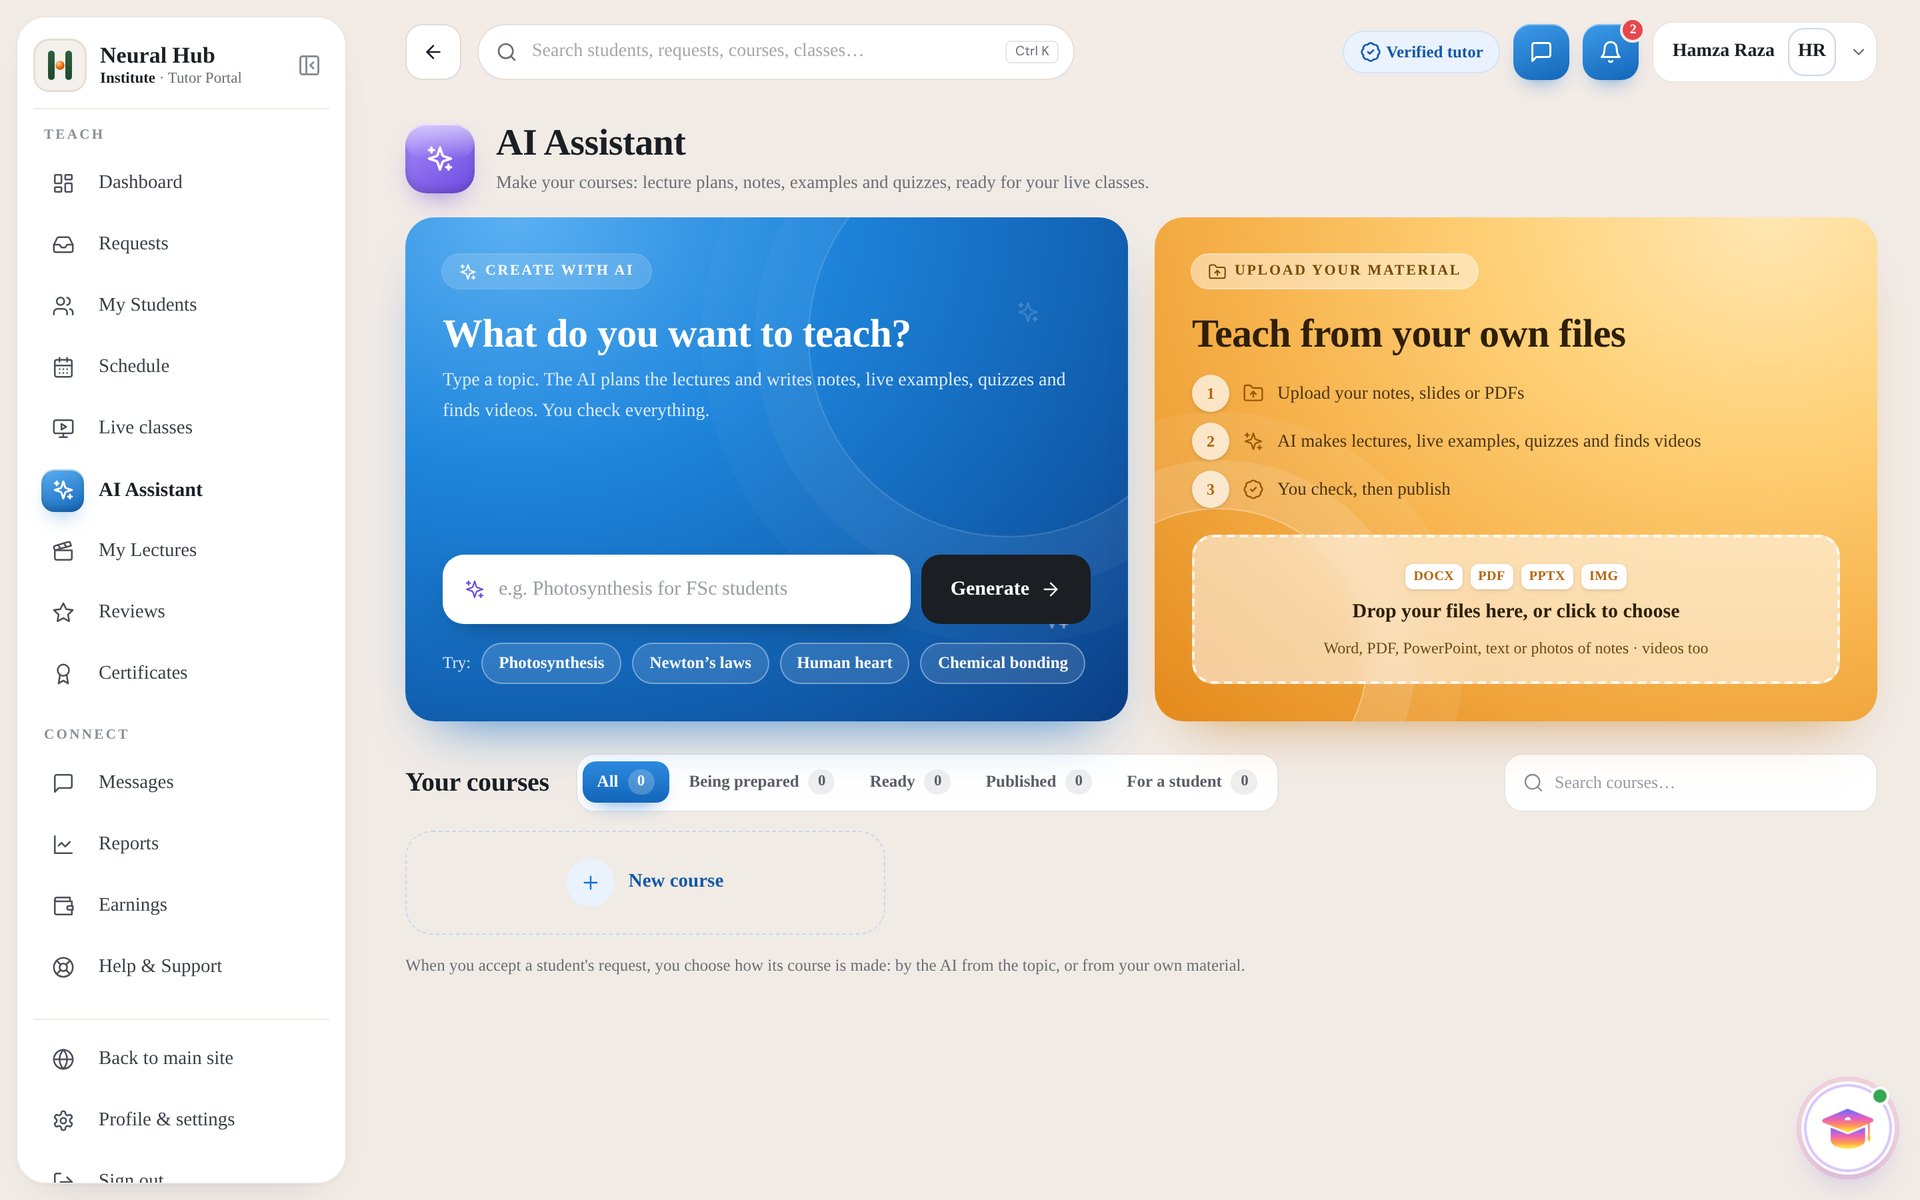 Neural Hub
Institute · Tutor Portal
TEACH
Dashboard
Requests
My Students
Schedule
Live classes
AI Assistant
My Lectures
Reviews
Certificates
CONNECT
Messages
Reports
Earnings
Help & Support
Back to main site
Profile & settings
Sign out
Search students, requests, courses, classes…
Ctrl K
Verified tutor
2
Hamza Raza
HR
AI Assistant
Make your courses: lecture plans, notes, examples and quizzes, ready for your live classes.
CREATE WITH AI
What do you want to teach?
Type a topic. The AI plans the lectures and writes notes, live examples, quizzes and
finds videos. You check everything.
e.g. Photosynthesis for FSc students
Generate
Try:
Photosynthesis
Newton’s laws
Human heart
Chemical bonding
UPLOAD YOUR MATERIAL
Teach from your own files
1 Upload your notes, slides or PDFs
2 AI makes lectures, live examples, quizzes and finds videos
3 You check, then publish
DOCX PDF PPTX IMG
Drop your files here, or click to choose
Word, PDF, PowerPoint, text or photos of notes · videos too
Your courses
All 0
Being prepared 0
Ready 0
Published 0
For a student 0
Search courses…
New course
When you accept a student's request, you choose how its course is made: by the AI from the topic, or from your own material.